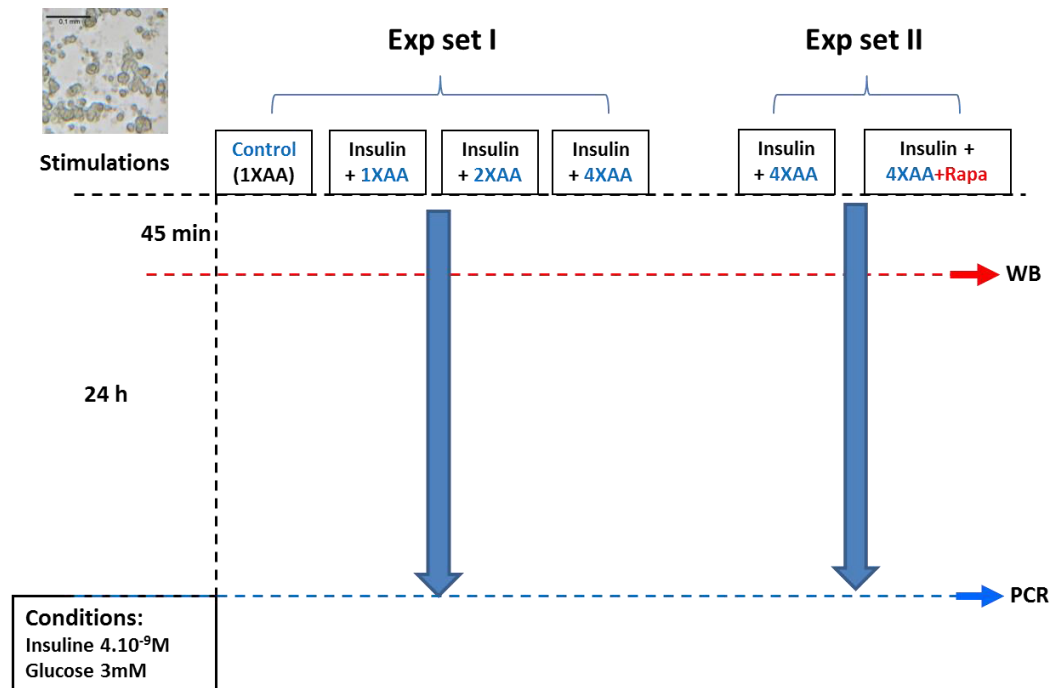 0.1 mm
Exp set I
Exp set II
Stimulations
Control
(1XAA)
Insulin
+ 1XAA
Insulin
+ 2XAA
Insulin
+ 4XAA
Insulin
+ 4XAA
Insulin +
4XAA+Rapa
45 min
WB
24 h
PCR
Conditions:
Insuline 4.10⁻⁹M
Glucose 3mM